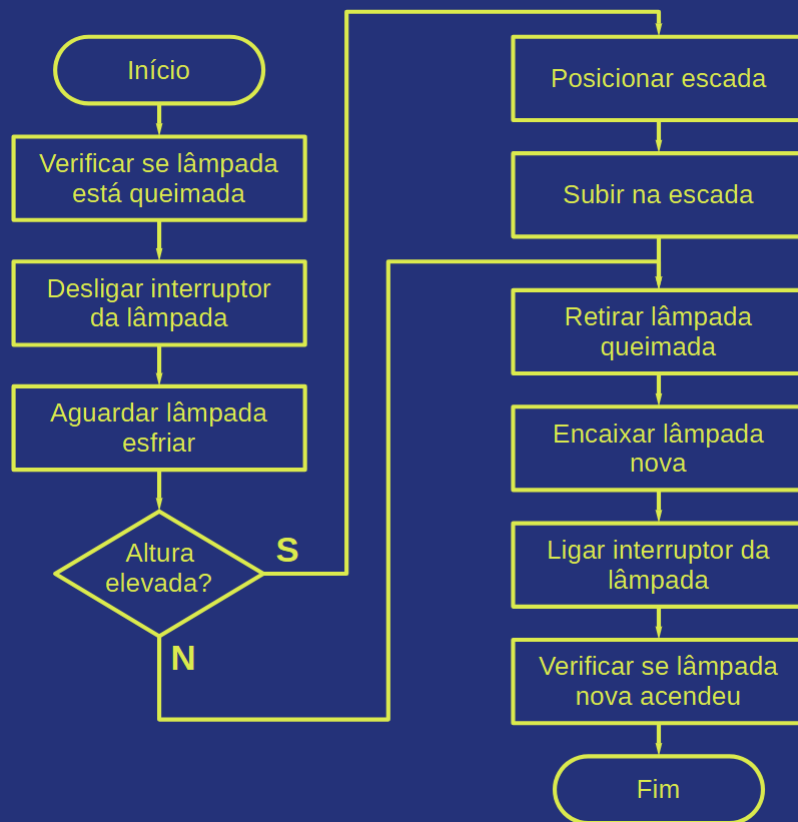 Início
Verificar se lâmpada
está queimada
Desligar interruptor
da lâmpada
Aguardar lâmpada
esfriar
Altura
elevada?
S
N
Posicionar escada
Subir na escada
Retirar lâmpada
queimada
Encaixar lâmpada
nova
Ligar interruptor da
lâmpada
Verificar se lâmpada
nova acendeu
Fim